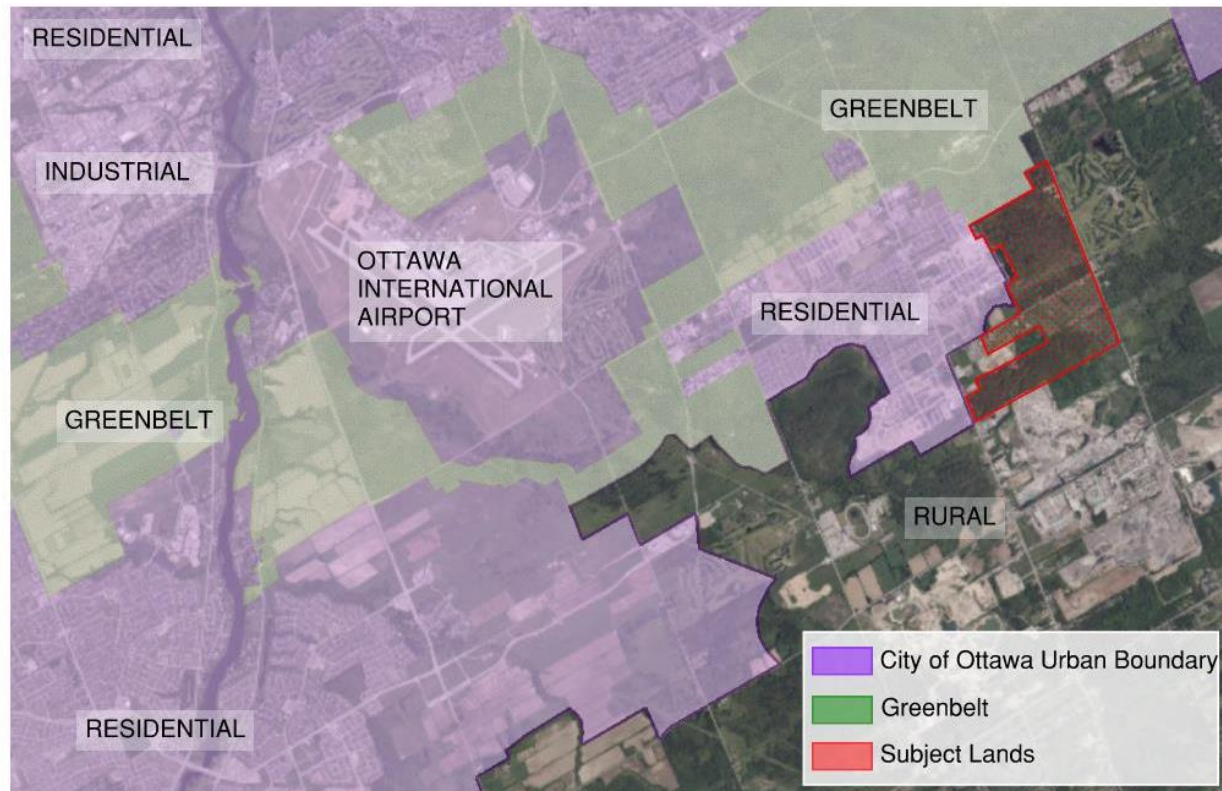 RESIDENTIAL
GREENBELT
INDUSTRIAL
OTTAWA
INTERNATIONAL
AIRPORT
RESIDENTIAL
GREENBELT
RURAL
RESIDENTIAL
City of Ottawa Urban Boundary
Greenbelt
Subject Lands